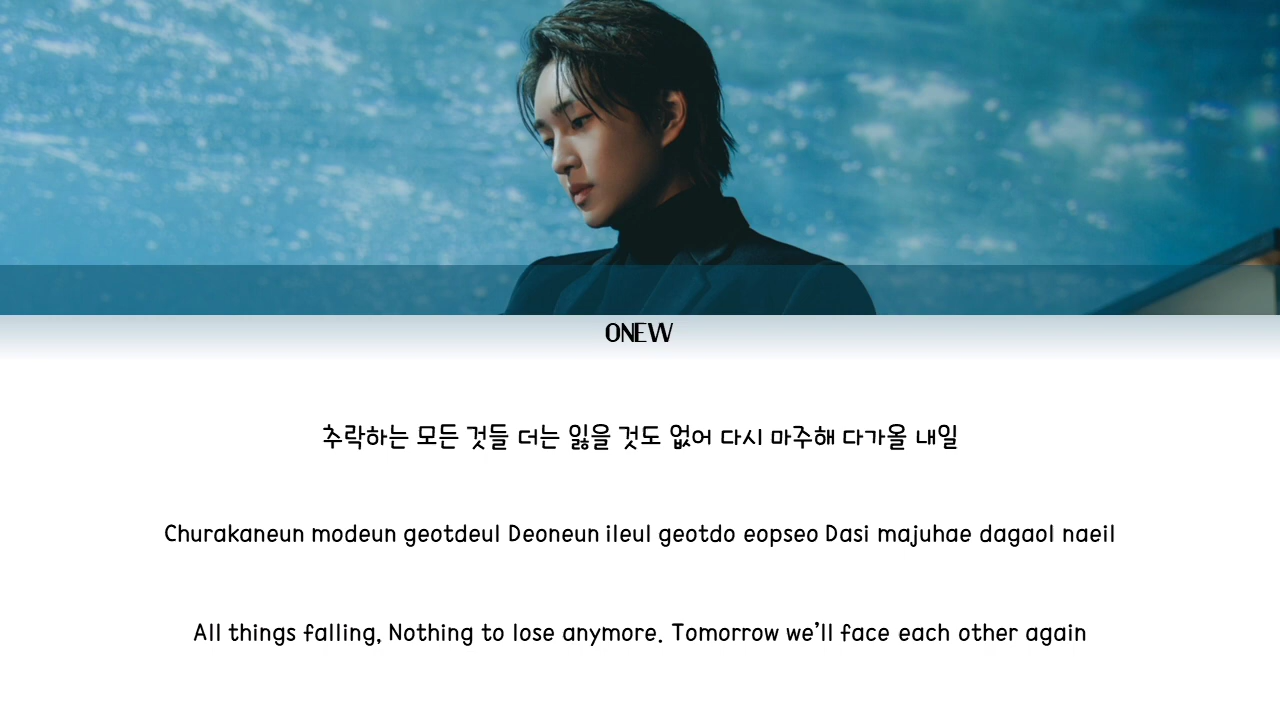 ONEW
추락하는 모든 것들 더는 잃을 것도 없어 다시 마주해 다가올 내일
Churakaneun modeun geotdeul Deoneun ileul geotdo eopseo Dasi majuhae dagaol naeil
All things falling, Nothing to lose anymore. Tomorrow we’ll face each other again